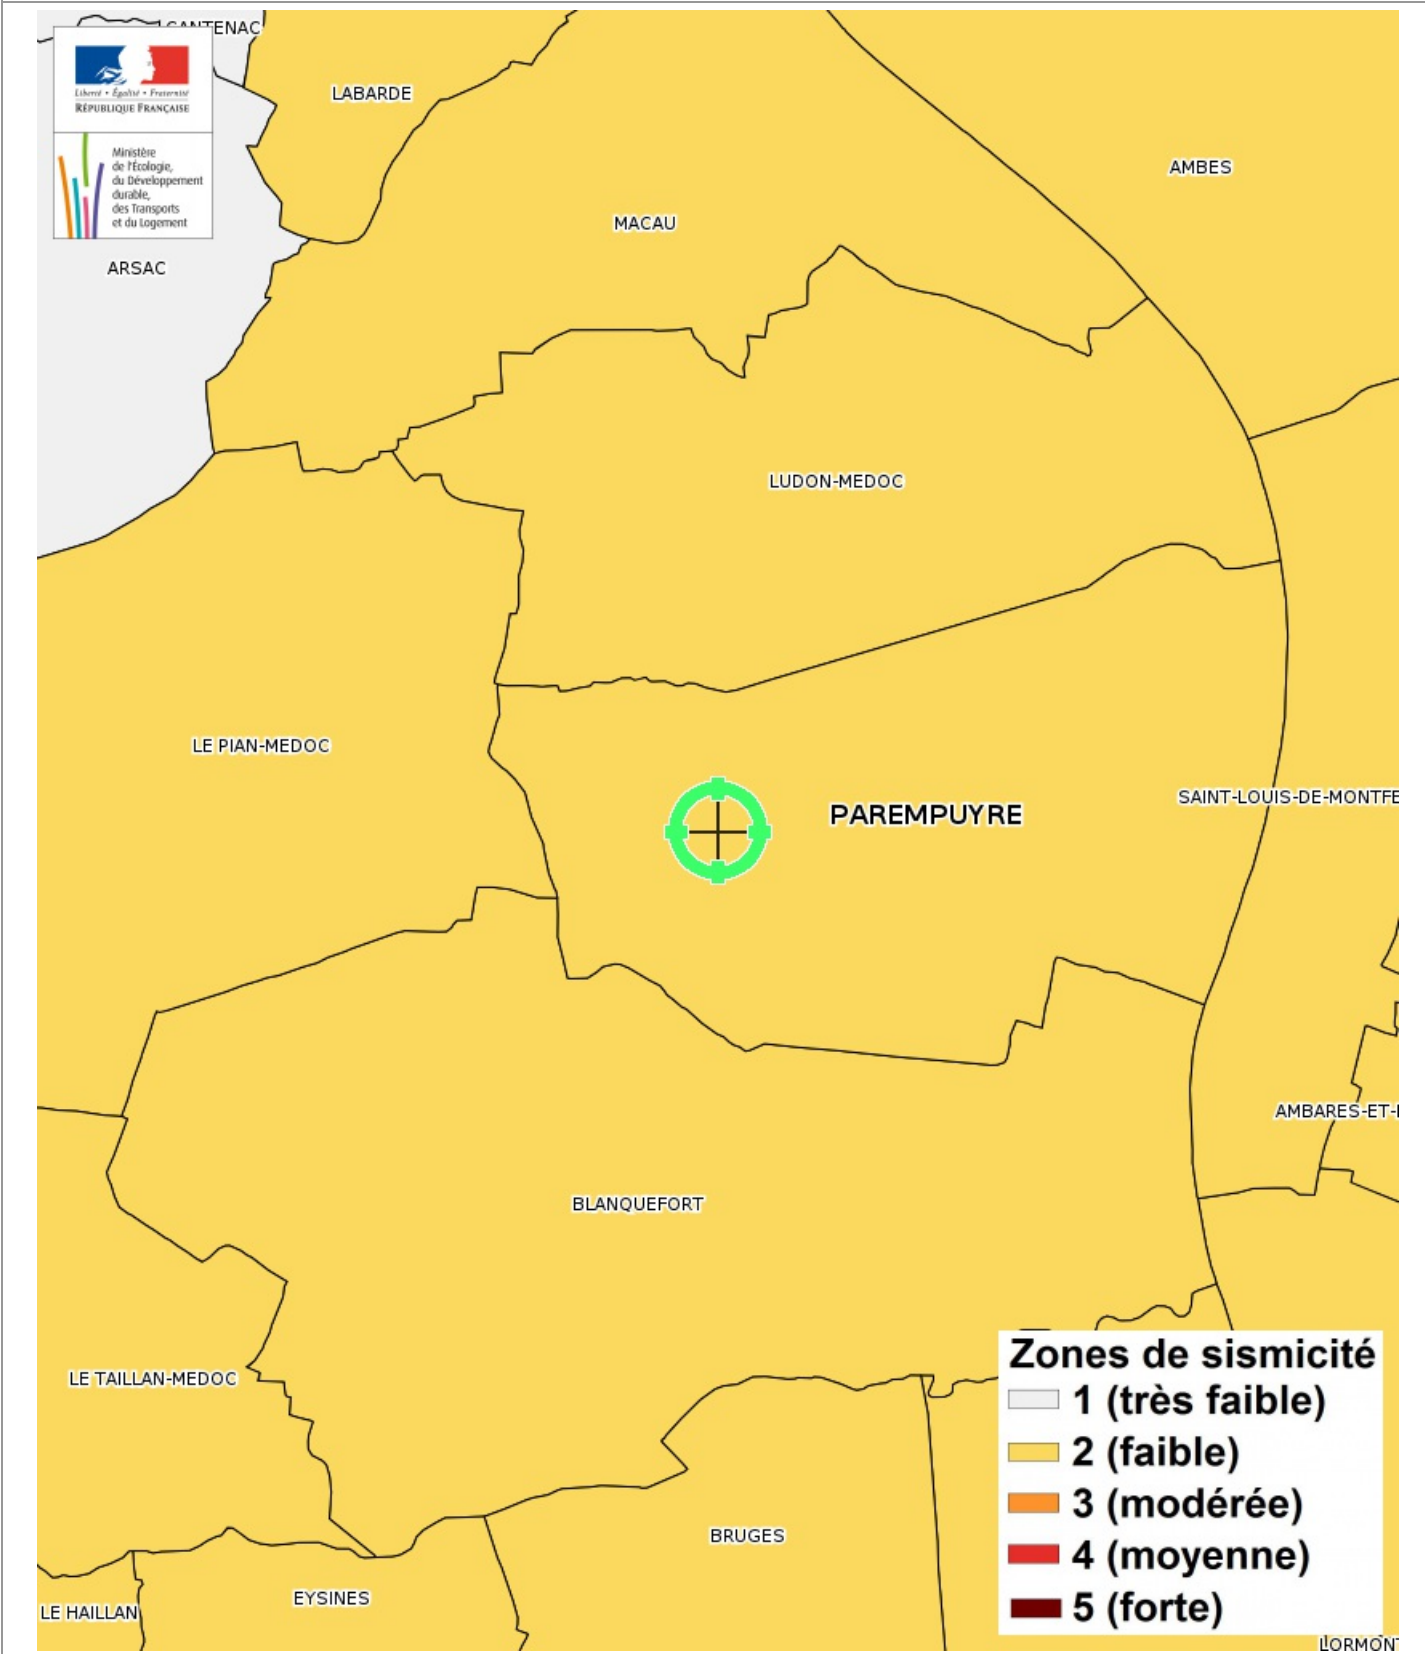 CANTENAC
Liberté • Égalité • Fraternité
RÉPUBLIQUE FRANÇAISE
LABARDE
Ministère
de l'Écologie,
du Développement
durable,
des Transports
et du Logement
AMBES
MACAU
ARSAC
LUDON-MEDOC
LE PIAN-MEDOC
SAINT-LOUIS-DE-MONTFE
PAREMPUYRE
AMBARES-ET-
BLANQUEFORT
Zones de sismicité
1 (très faible)
2 (faible)
3 (modérée)
4 (moyenne)
5 (forte)
LE TAILLAN-MEDOC
BRUGES
EYSINES
LE HAILLAN
LORMONT